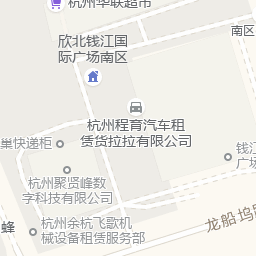 杭州华联超市
欣北钱江国
际广场南区
南区
杭州程育汽车租
赁货拉拉有限公司
巢快递柜
钱江
广场
杭州聚贤峰数
字科技有限公司
杭州余杭飞歌机
械设备租赁服务部
蜂
龙船坞路